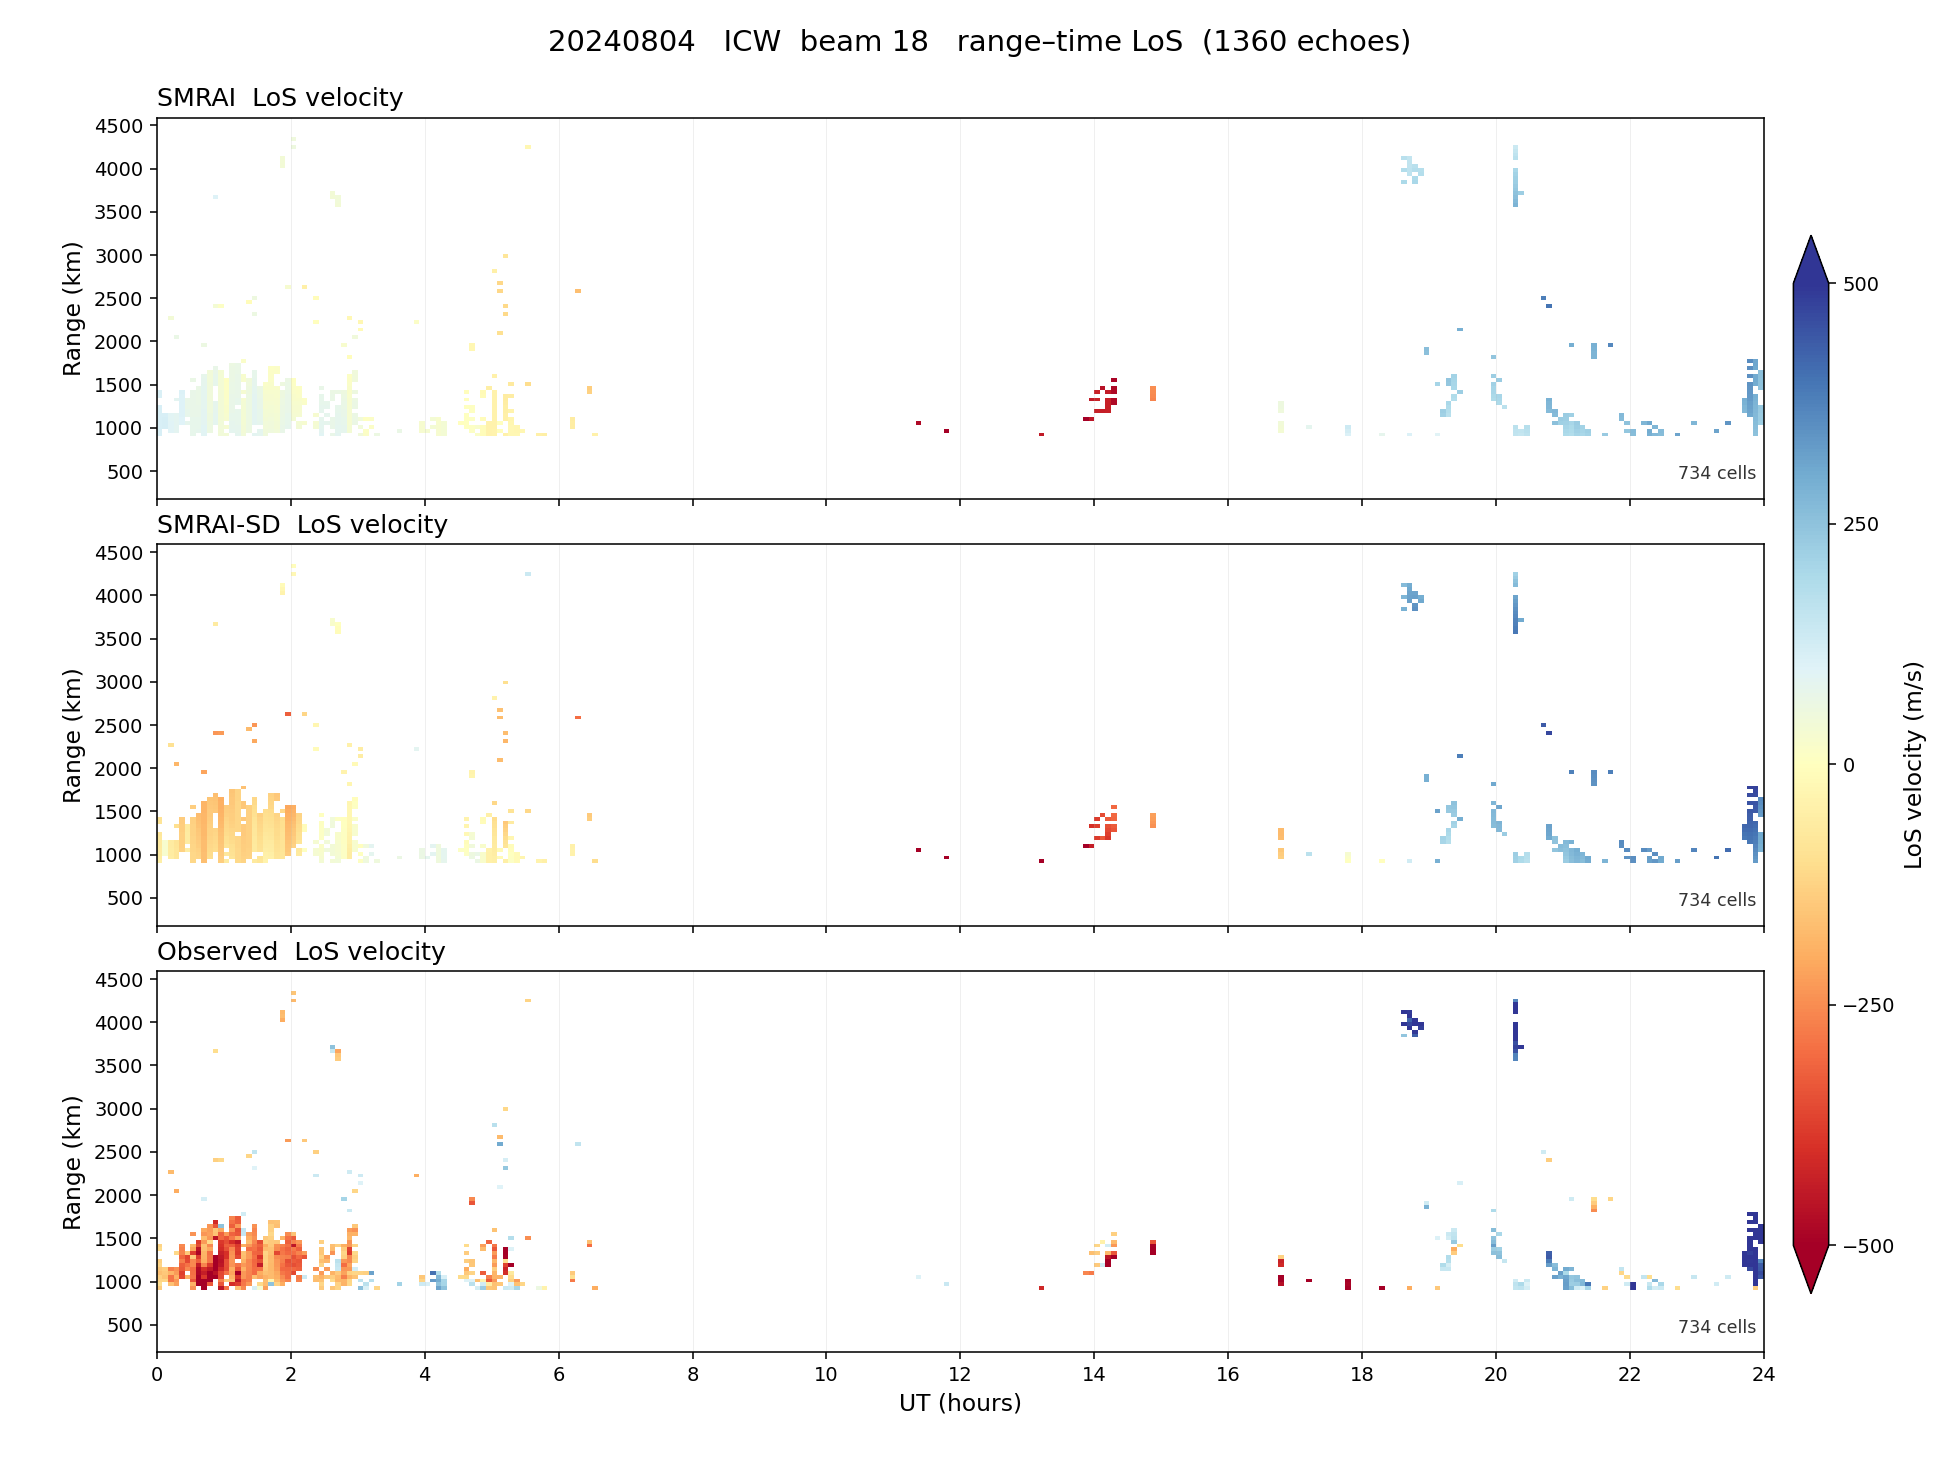 20240804   ICW  beam 18   range–time LoS  (1360 echoes)
SMRAI  LoS velocity
4500
4000
3500
3000
2500
2000
1500
1000
500
Range (km)
734 cells
SMRAI-SD  LoS velocity
4500
4000
3500
3000
2500
2000
1500
1000
500
Range (km)
734 cells
Observed  LoS velocity
4500
4000
3500
3000
2500
2000
1500
1000
500
Range (km)
734 cells
0 2 4 6 8 10 12 14 16 18 20 22 24
UT (hours)
500
250
0
−250
−500
LoS velocity (m/s)